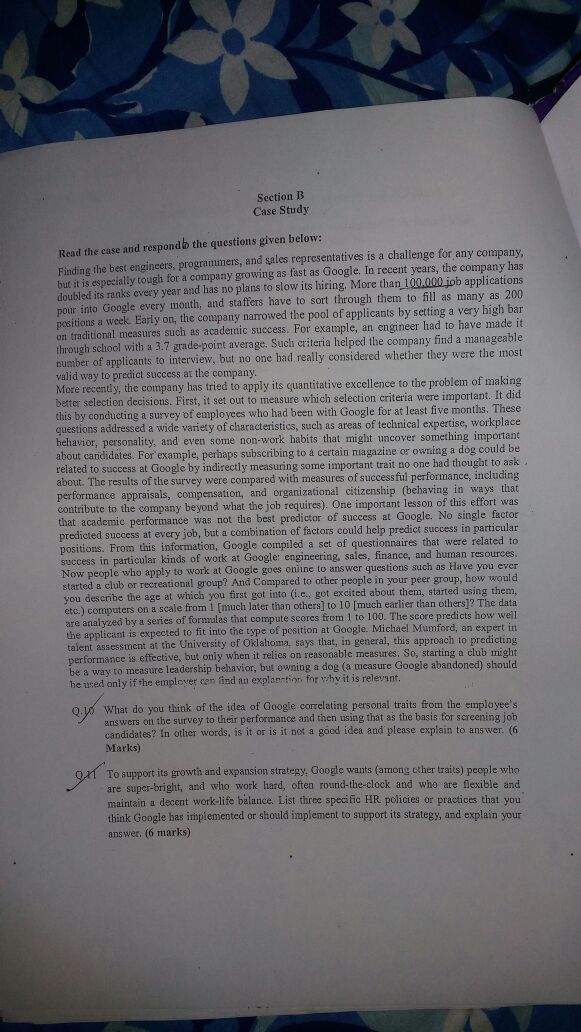 Section B
Case Study
Read the case and respond to the questions given below:
Finding the best engineers, programmers, and sales representatives is a challenge for any company,
but it is especially tough for a company growing as fast as Google. In recent years, the company has
doubled its ranks every year and has no plans to slow its hiring. More than 100,000 job applications
pour into Google every month, and staffers have to sort through them to fill as many as 200
positions a week. Early on, the company narrowed the pool of applicants by setting a very high bar
on traditional measures such as academic success. For example, an engineer had to have made it
through school with a 3.7 grade-point average. Such criteria helped the company find a manageable
number of applicants to interview, but no one had really considered whether they were the most
valid way to predict success at the company.
More recently, the company has tried to apply its quantitative excellence to the problem of making
better selection decisions. First, it set out to measure which selection criteria were important. It did
this by conducting a survey of employees who had been with Google for at least five months. These
questions addressed a wide variety of characteristics, such as areas of technical expertise, workplace
behavior, personality, and even some non-work habits that might uncover something important
about candidates. For example, perhaps subscribing to a certain magazine or owning a dog could be
related to success at Google by indirectly measuring some important trait no one had thought to ask
about. The results of the survey were compared with measures of successful performance, including
performance appraisals, compensation, and organizational citizenship (behaving in ways that
contribute to the company beyond what the job requires). One important lesson of this effort was
that academic performance was not the best predictor of success at Google. No single factor
predicted success at every job, but a combination of factors could help predict success in particular
positions. From this information, Google compiled a set of questionnaires that were related to
success in particular kinds of work at Google: engineering, sales, finance, and human resources.
Now people who apply to work at Google goes online to answer questions such as Have you ever
started a club or recreational group? And Compared to other people in your peer group, how would
you describe the age at which you first got into (i.e., got excited about them, started using them,
etc.) computers on a scale from 1 [much later than others] to 10 [much earlier than others]? The data
are analyzed by a series of formulas that compute scores from 1 to 100. The score predicts how well
the applicant is expected to fit into the type of position at Google. Michael Mumford, an expert in
talent assessment at the University of Oklahoma, says that, in general, this approach to predicting
performance is effective, but only when it relies on reasonable measures. So, starting a club might
be a way to measure leadership behavior, but owning a dog (a measure Google abandoned) should
be used only if the employer can find an explanation for why it is relevant.
Q.10 What do you think of the idea of Google correlating personal traits from the employee's
answers on the survey to their performance and then using that as the basis for screening job
candidates? In other words, is it or is it not a good idea and please explain to answer. (6
Marks)
Q.11 To support its growth and expansion strategy, Google wants (among other traits) people who
are super-bright, and who work hard, often round-the-clock and who are flexible and
maintain a decent work-life balance. List three specific HR policies or practices that you
think Google has implemented or should implement to support its strategy, and explain your
answer. (6 marks)